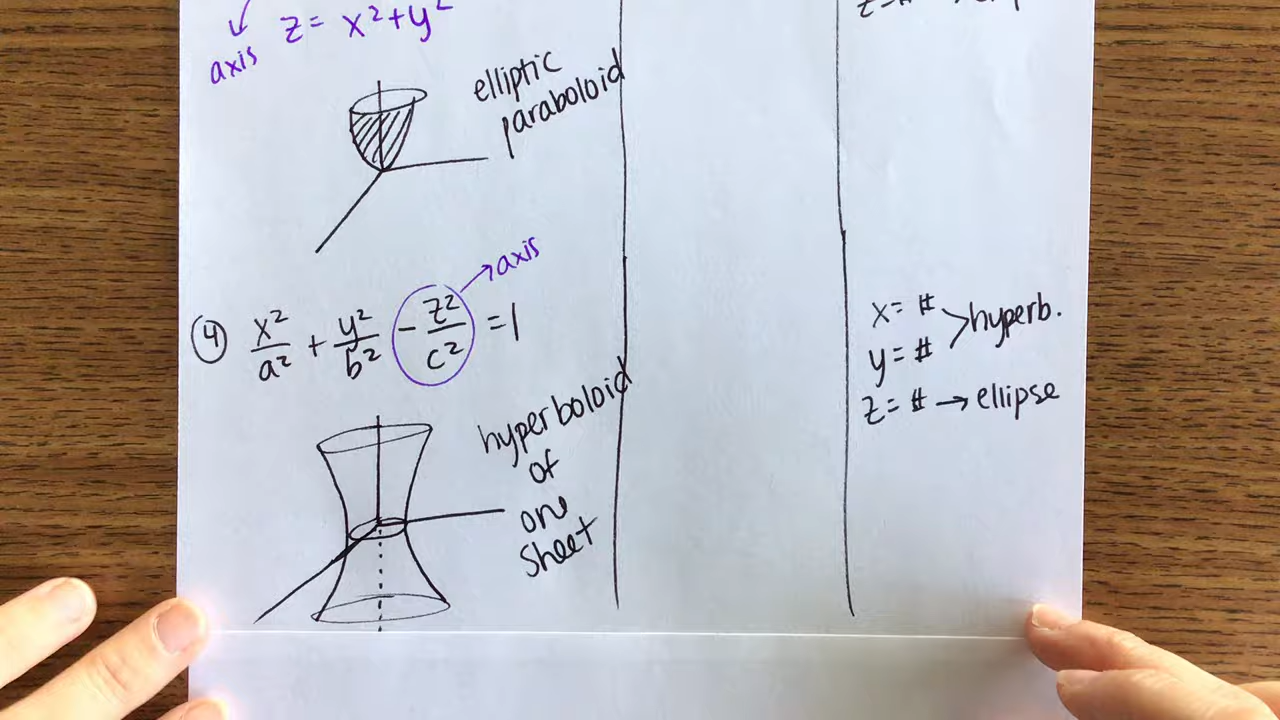 axis
z = x²+y²
elliptic
paraboloid
axis
④ x²/a² + y²/b² - z²/c² = 1
hyperboloid
of
one
sheet
x = #
y = #
> hyperb.
z = # → ellipse